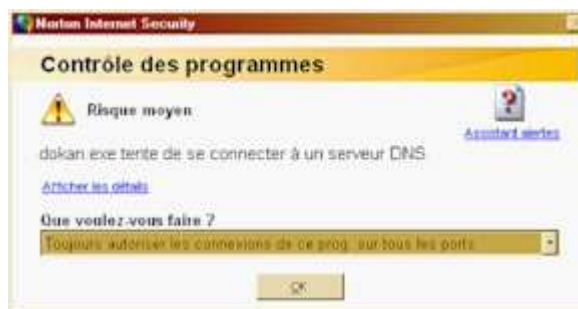 Norton Internet Security
Contrôle des programmes
Risque moyen
Assistant alertes
dokan exe tente de se connecter à un serveur DNS
Afficher les détails
Que voulez-vous faire ?
Toujours autoriser les connexions de ce prog. sur tous les ports
OK